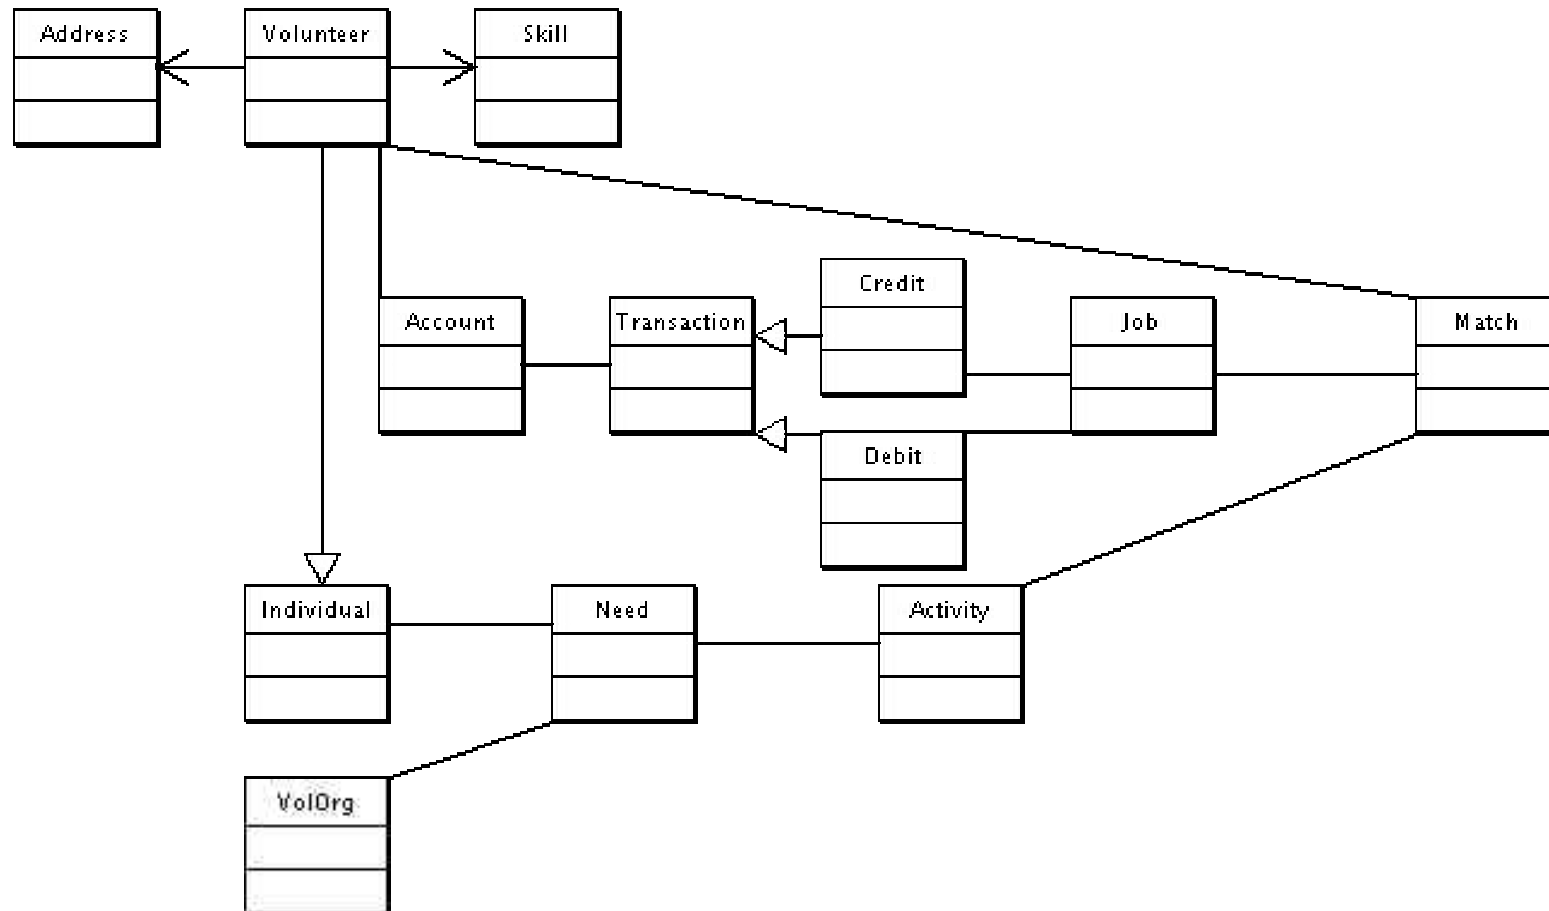 Address
Volunteer
Skill
Credit
Account
Transaction
Job
Match
Debit
Individual
Need
Activity
VolOrg